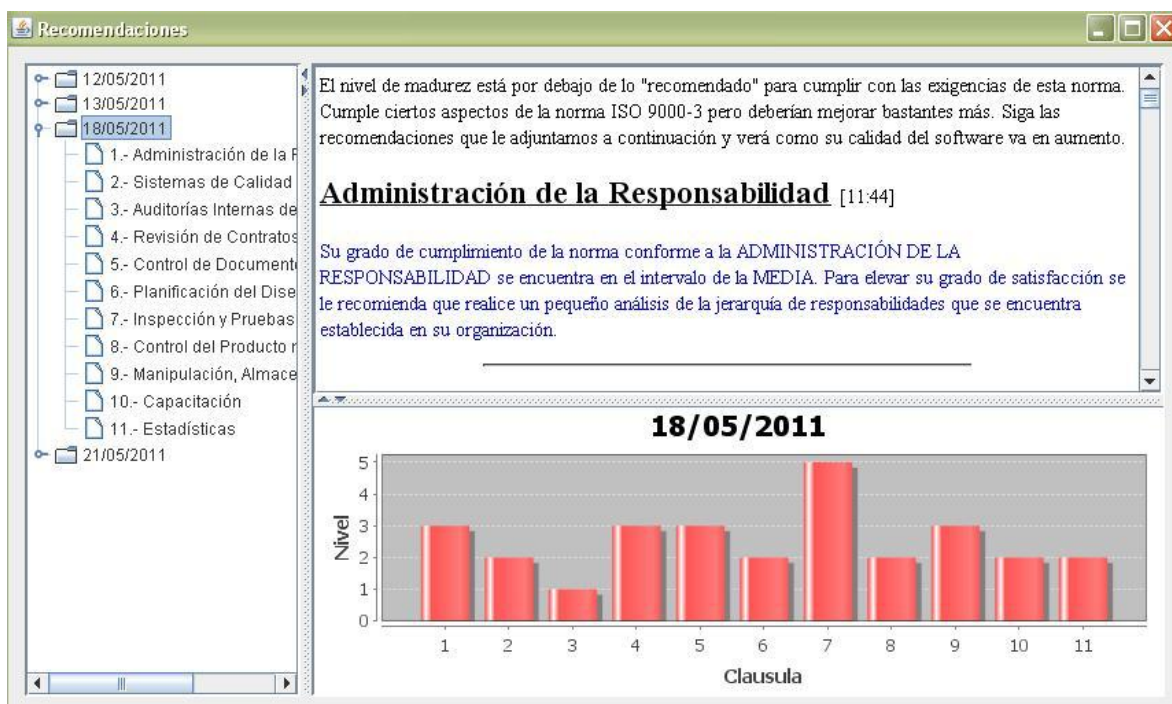 Recomendaciones
12/05/2011
13/05/2011
18/05/2011
1.- Administración de la
2.- Sistemas de Calidad
3.- Auditorías Internas de
4.- Revisión de Contratos
5.- Control de Document
6.- Planificación del Dise
7.- Inspección y Pruebas
8.- Control del Producto
9.- Manipulación, Almace
10.- Capacitación
11.- Estadísticas
21/05/2011
El nivel de madurez está por debajo de lo "recomendado" para cumplir con las exigencias de esta norma.
Cumple ciertos aspectos de la norma ISO 9000-3 pero deberían mejorar bastantes más. Siga las
recomendaciones que le adjuntamos a continuación y verá como su calidad del software va en aumento.
Administración de la Responsabilidad [11:44]
Su grado de cumplimiento de la norma conforme a la ADMINISTRACIÓN DE LA
RESPONSABILIDAD se encuentra en el intervalo de la MEDIA. Para elevar su grado de satisfacción se
le recomienda que realice un pequeño análisis de la jerarquía de responsabilidades que se encuentra
establecida en su organización.
18/05/2011
Nivel
5
4
3
2
1
0
1 2 3 4 5 6 7 8 9 10 11
Clausula